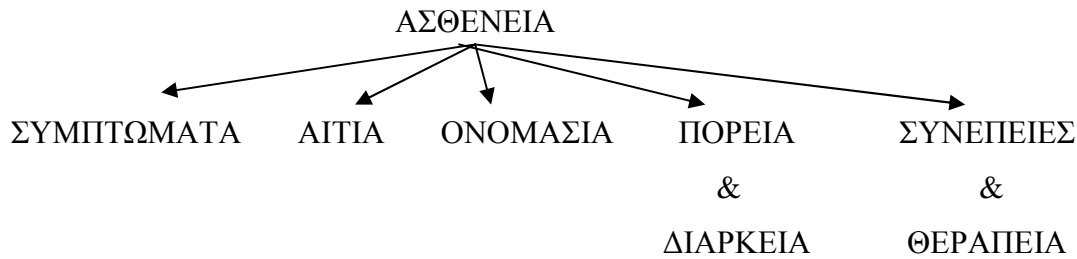 ΑΣΘΕΝΕΙΑ
ΣΥΜΠΤΩΜΑΤΑ ΑΙΤΙΑ ΟΝΟΜΑΣΙΑ ΠΟΡΕΙΑ ΣΥΝΕΠΕΙΕΣ
& &
ΔΙΑΡΚΕΙΑ ΘΕΡΑΠΕΙΑ